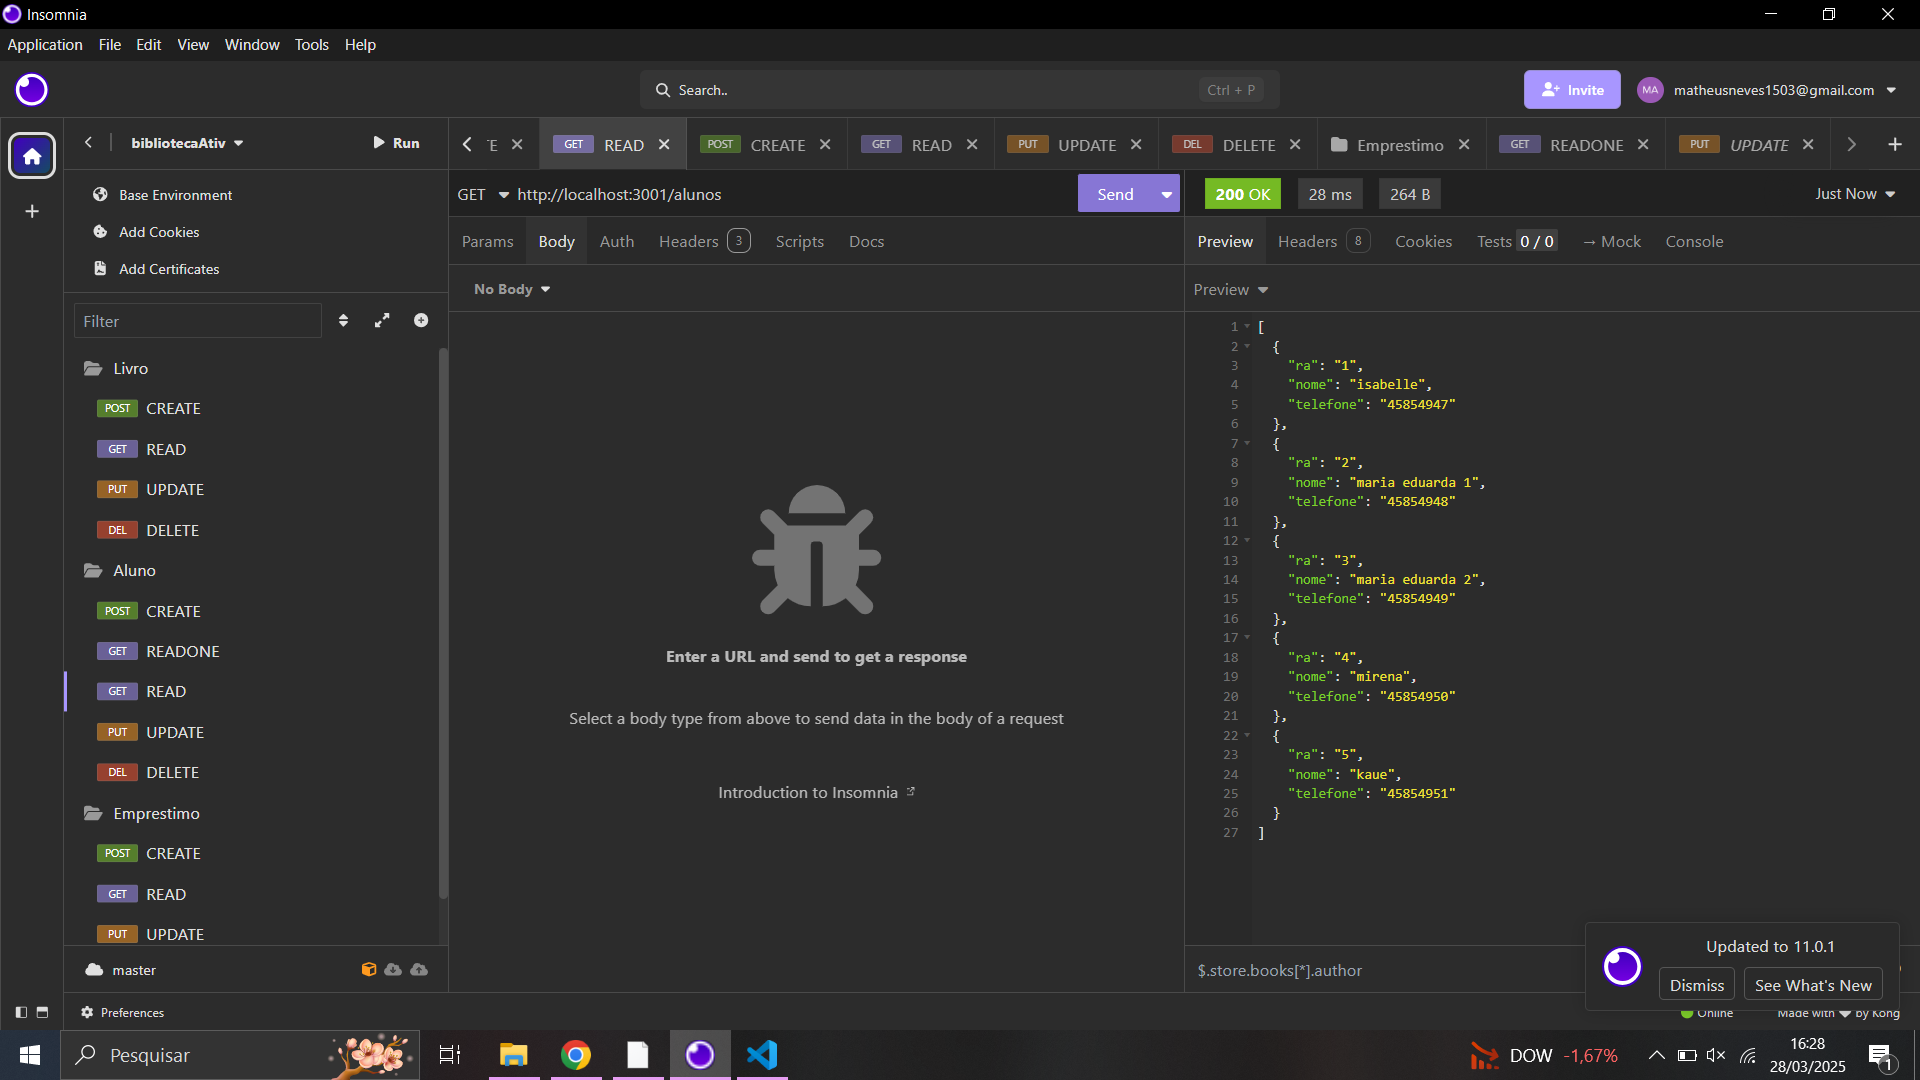 Insomnia
Application File Edit View Window Tools Help
Search.. Ctrl + P
Invite
MA matheusneves1503@gmail.com
bibliotecaAtiv
Run
TE
GET READ
POST CREATE
GET READ
PUT UPDATE
DEL DELETE
Emprestimo
GET READONE
PUT UPDATE
Base Environment
Add Cookies
Add Certificates
Filter
Livro
POST CREATE
GET READ
PUT UPDATE
DEL DELETE
Aluno
POST CREATE
GET READONE
GET READ
PUT UPDATE
DEL DELETE
Emprestimo
POST CREATE
GET READ
PUT UPDATE
master
Preferences
GET http://localhost:3001/alunos
Send
Params Body Auth Headers 3 Scripts Docs
No Body
Enter a URL and send to get a response
Select a body type from above to send data in the body of a request
Introduction to Insomnia
200 OK 28 ms 264 B
Just Now
Preview Headers 8 Cookies Tests 0 / 0 → Mock Console
Preview
1 [
2 {
3 "ra": "1",
4 "nome": "isabelle",
5 "telefone": "45854947"
6 },
7 {
8 "ra": "2",
9 "nome": "maria eduarda 1",
10 "telefone": "45854948"
11 },
12 {
13 "ra": "3",
14 "nome": "maria eduarda 2",
15 "telefone": "45854949"
16 },
17 {
18 "ra": "4",
19 "nome": "mirena",
20 "telefone": "45854950"
21 },
22 {
23 "ra": "5",
24 "nome": "kaue",
25 "telefone": "45854951"
26 }
27 ]
$.store.books[*].author
Updated to 11.0.1
Dismiss
See What's New
Online
Made with by Kong
Pesquisar
DOW -1,67%
16:28
28/03/2025
1